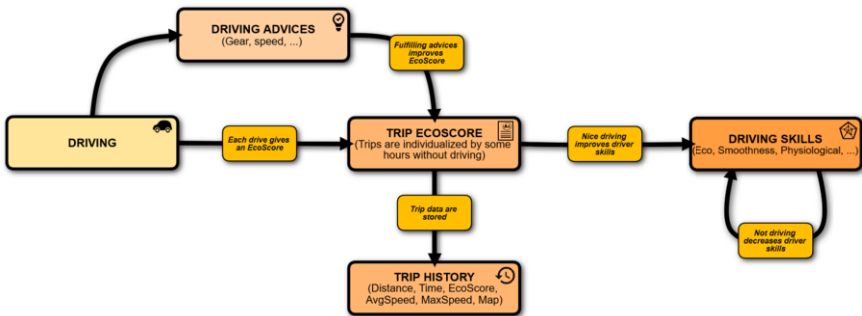 DRIVING ADVICES
(Gear, speed, ...)
Fulfilling advices
improves
EcoScore
DRIVING
Each drive gives
an EcoScore
TRIP ECOSCORE
(Trips are individualized by some
hours without driving)
Nice driving
improves driver
skills
DRIVING SKILLS
(Eco, Smoothness, Physiological, ...)
Trip data are
stored
Not driving
decreases driver
skills
TRIP HISTORY
(Distance, Time, EcoScore,
AvgSpeed, MaxSpeed, Map)